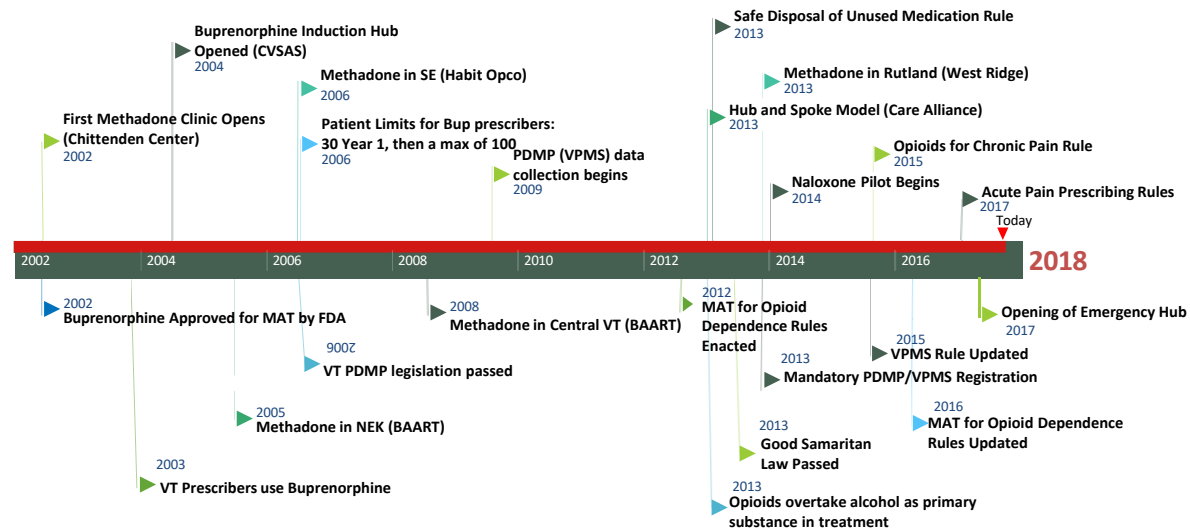 Safe Disposal of Unused Medication Rule
2013
Buprenorphine Induction Hub
Opened (CVSAS)
2004
Methadone in SE (Habit Opco)
2006
Methadone in Rutland (West Ridge)
2013
First Methadone Clinic Opens
(Chittenden Center)
2002
Patient Limits for Bup prescribers:
30 Year 1, then a max of 100
2006
Hub and Spoke Model (Care Alliance)
2013
PDMP (VPMS) data
collection begins
2009
Opioids for Chronic Pain Rule
2015
Naloxone Pilot Begins
2014
Acute Pain Prescribing Rules
2017
Today
2002
2004
2006
2008
2010
2012
2014
2016
2018
2002
Buprenorphine Approved for MAT by FDA
2008
Methadone in Central VT (BAART)
2012
MAT for Opioid
Dependence Rules
Enacted
Opening of Emergency Hub
2017
2006
VT PDMP legislation passed
2015
VPMS Rule Updated
2013
Mandatory PDMP/VPMS Registration
2005
Methadone in NEK (BAART)
2016
MAT for Opioid Dependence
Rules Updated
2013
Good Samaritan
Law Passed
2003
VT Prescribers use Buprenorphine
2013
Opioids overtake alcohol as primary
substance in treatment